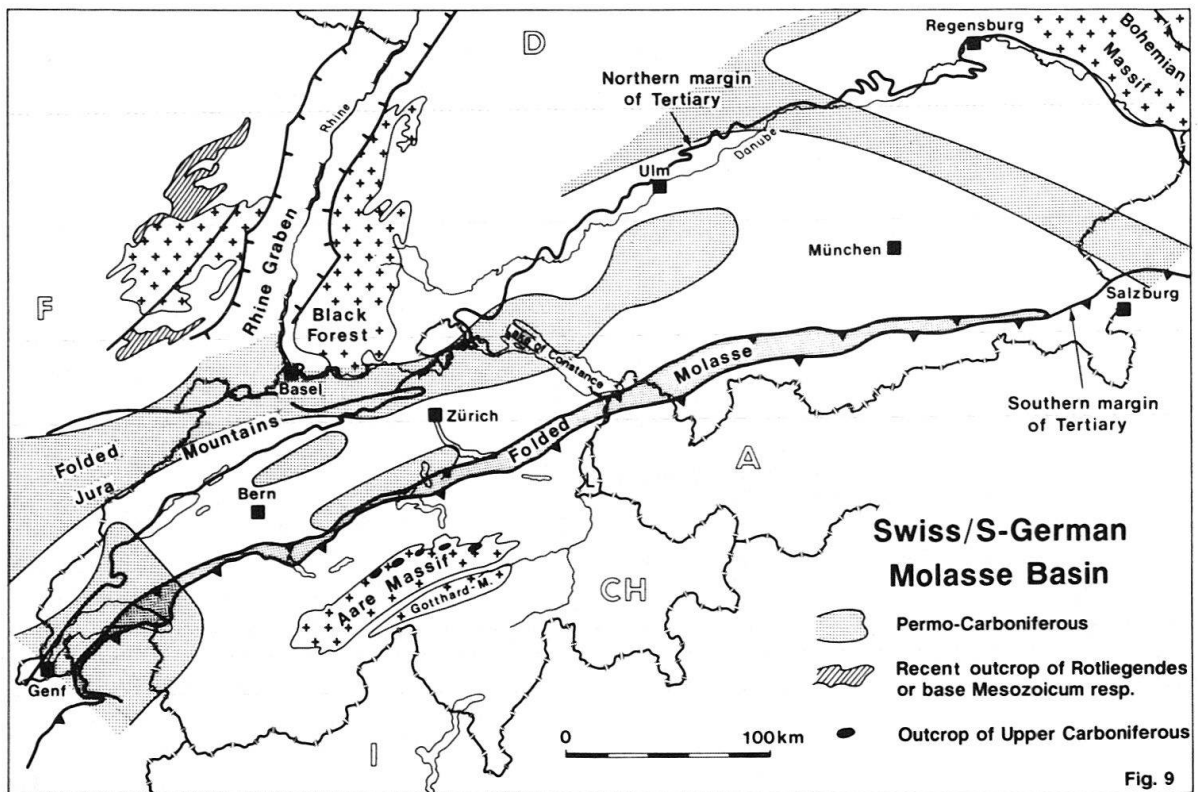 D
Regensburg
Bohemian
Massif
Northern margin
of Tertiary
Rhine
Danube
Ulm
München
Rhine Graben
F
Black
Forest
Salzburg
Lake of Constance
Molasse
Basel
Folded
Zürich
Southern margin
of Tertiary
Folded
Jura
Mountains
A
Bern
L
Swiss/S-German
Molasse Basin
Aare Massif
Gotthard-M.
CH
Permo-Carboniferous
Recent outcrop of Rotliegendes
or base Mesozoicum resp.
Genf
Outcrop of Upper Carboniferous
0 100km
I
Fig. 9